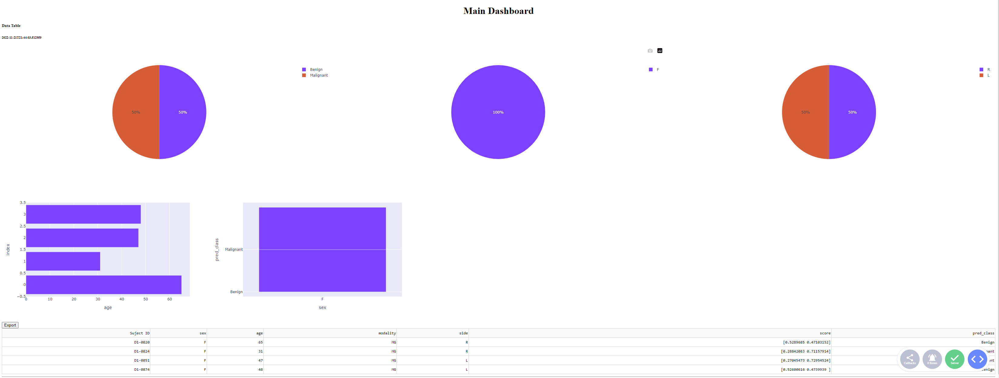 Main Dashboard
Data Table
2022-11-21T21:44:03.512959
Benign
Malignant
50%
50%
F
100%
R
L
50%
50%
3.5
3
2.5
2
1.5
1
0.5
0
−0.5
index
0 10 20 30 40 50 60
age
pred_class
Malignant
Benign
F
sex
Export
Suject ID sex age modality side score pred_class
D1-0820 F 65 MG R [0.5289685 0.47103152] Benign
D1-0824 F 31 MG R [0.28842083 0.71157914] nant
D1-0851 F 47 MG L [0.27045473 0.72954524] nt
D1-0874 F 48 MG L [0.52600616 0.4739939 ] enign
Callbacks
0 Errors
Server